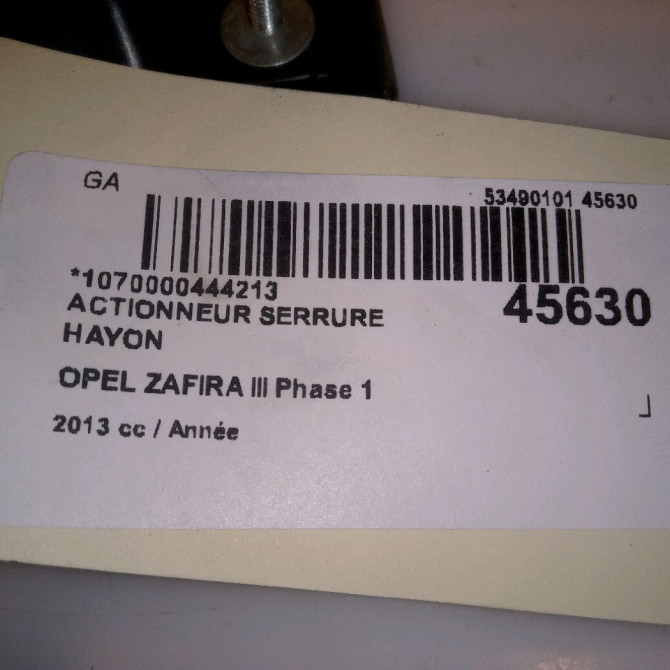 GA
53490101 45630
*1070000444213
45630
ACTIONNEUR SERRURE
HAYON
OPEL ZAFIRA III Phase 1
2013 cc / Année